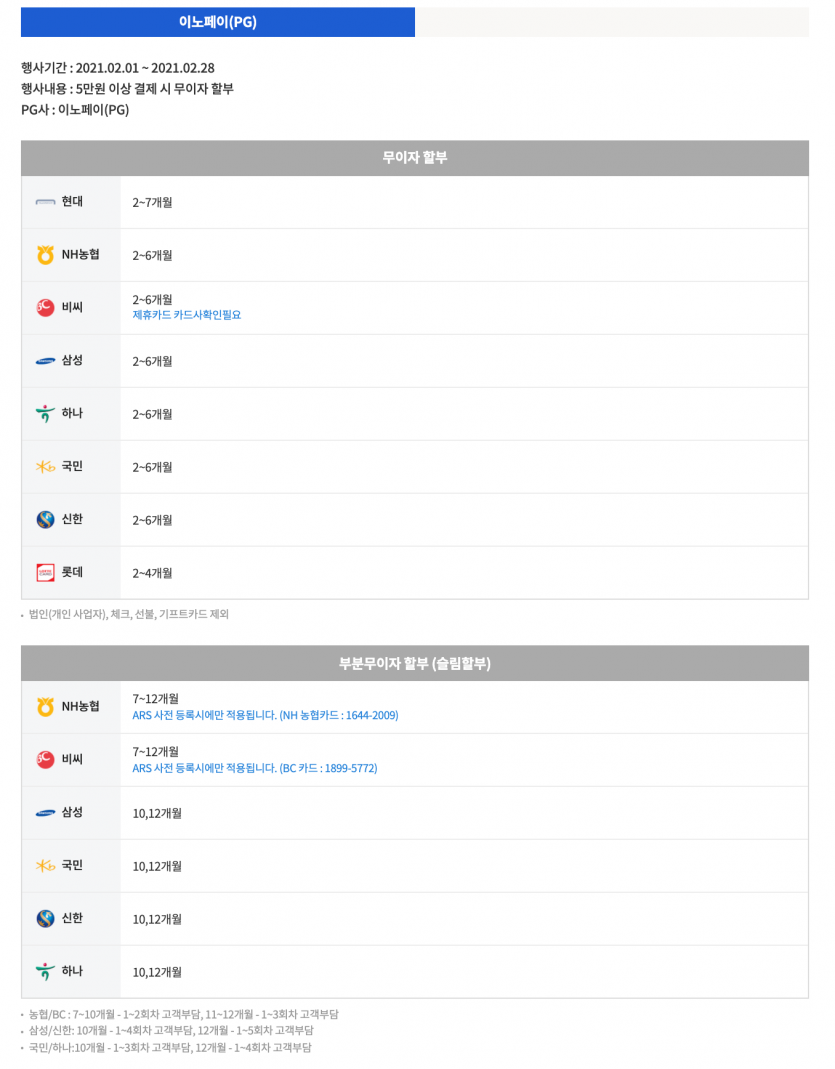 이노페이(PG)
행사기간 : 2021.02.01 ~ 2021.02.28
행사내용 : 5만원 이상 결제 시 무이자 할부
PG사 : 이노페이(PG)
무이자 할부
현대 2~7개월
NH농협 2~6개월
비씨 2~6개월
제휴카드 카드사확인필요
삼성 2~6개월
하나 2~6개월
국민 2~6개월
신한 2~6개월
롯데 2~4개월
• 법인(개인 사업자), 체크, 선불, 기프트카드 제외
부분무이자 할부 (슬림할부)
NH농협 7~12개월
ARS 사전 등록시에만 적용됩니다. (NH 농협카드 : 1644-2009)
비씨 7~12개월
ARS 사전 등록시에만 적용됩니다. (BC 카드 : 1899-5772)
삼성 10,12개월
국민 10,12개월
신한 10,12개월
하나 10,12개월
• 농협/BC : 7~10개월 - 1~2회차 고객부담, 11~12개월 - 1~3회차 고객부담
• 삼성/신한: 10개월 - 1~4회차 고객부담, 12개월 - 1~5회차 고객부담
• 국민/하나:10개월 - 1~3회차 고객부담, 12개월 - 1~4회차 고객부담